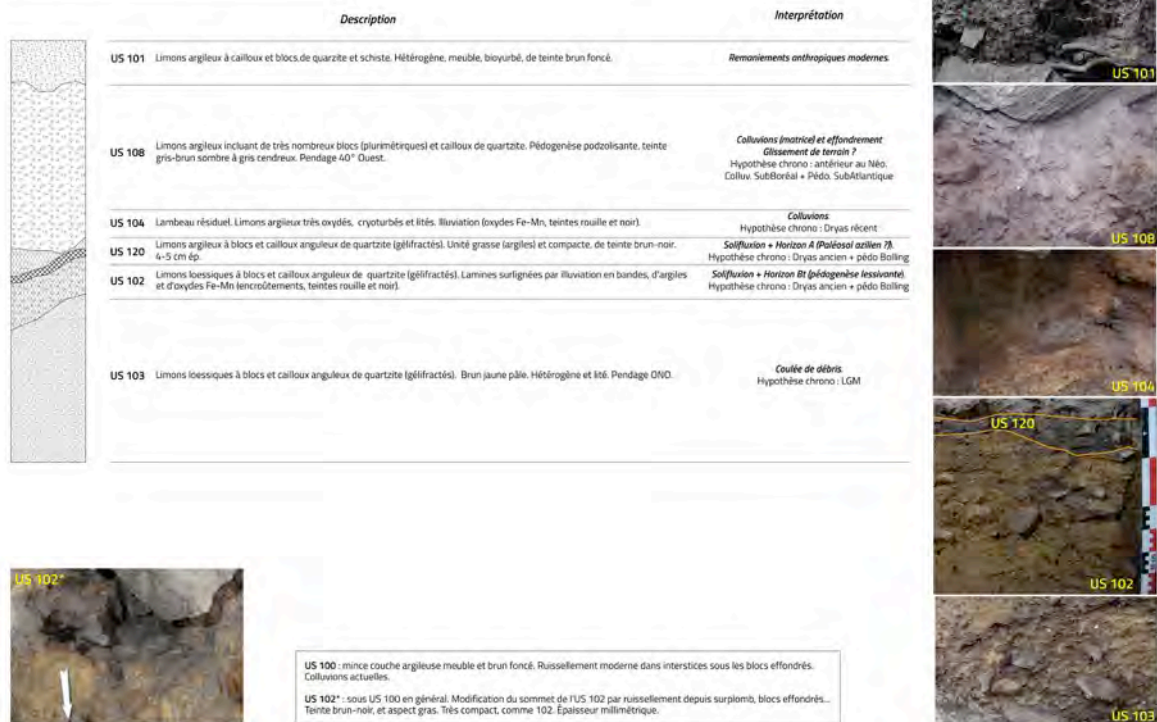 Description
Interprétation
US 101 Limons argileux à cailloux et blocs de quarzite et schiste. Hétérogène, meuble, bioyurbé, de teinte brun foncé.
Remaniements anthropiques modernes.
US 108 Limons argileux incluant de très nombreux blocs (plurimétirques) et cailloux de quartzite. Pédogenèse podzolisante, teinte
gris-brun sombre à gris cendreux. Pendage 40° Ouest.
Colluvions (matrice) et effondrement
Glissement de terrain ?
Hypothèse chrono : antérieur au Néo.
Colluv. SubBoréal + Pédo. SubAtlantique
US 104 Lambeau résiduel. Limons argileux très oxydés, cryoturbés et lités. Illuviation (oxydes Fe-Mn, teintes rouille et noir).
Colluvions
Hypothèse chrono : Dryas récent
US 120 Limons argileux à blocs et cailloux anguleux de quartzite (gélifractés). Unité grasse (argiles) et compacte, de teinte brun-noir.
4-5 cm ép.
Solifluxion + Horizon A (Paléosol azilien ?).
Hypothèse chrono : Dryas ancien + pédo Bolling
US 102 Limons loessiques à blocs et cailloux anguleux de quartzite (gélifractés). Lamines surlignées par illuviation en bandes, d'argiles
et d'oxydes Fe-Mn (encroûtements, teintes rouille et noir).
Solifluxion + Horizon Bt (pédogenèse lessivante).
Hypothèse chrono : Dryas ancien + pédo Bolling
US 103 Limons loessiques à blocs et cailloux anguleux de quartzite (gélifractés). Brun jaune pâle. Hétérogène et lité. Pendage ONO.
Coulée de débris.
Hypothèse chrono : LGM
US 101
US 108
US 104
US 120
US 102
US 103
US 102*
US 100 : mince couche argileuse meuble et brun foncé. Ruissellement moderne dans interstices sous les blocs effondrés.
Colluvions actuelles.
US 102* : sous US 100 en général. Modification du sommet de l'US 102 par ruissellement depuis surplomb, blocs effondrés...
Teinte brun-noir, et aspect gras. Très compact, comme 102. Épaisseur millimétrique.